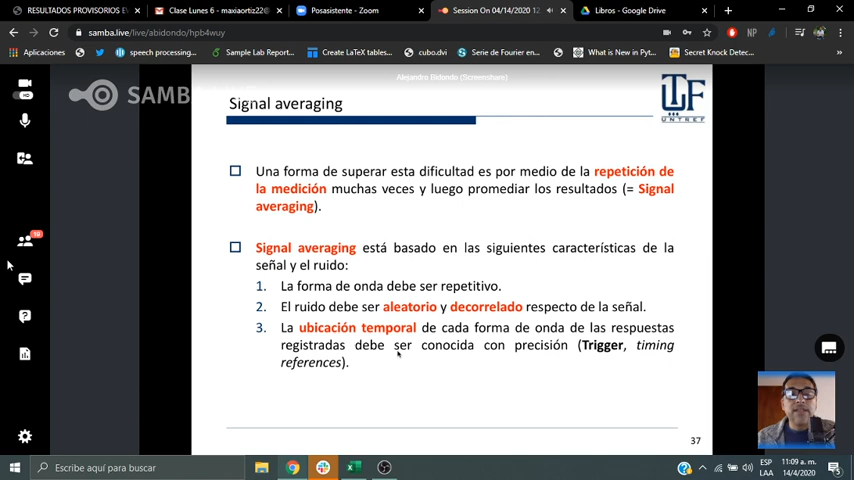 RESULTADOS PROVISORIOS EV
Clase Lunes 6 - maxiaortiz22@
Posasistente - Zoom
Session On 04/14/2020 12
Libros - Google Drive
samba.live/live/abidondo/hpb4wuy
Aplicaciones
speech processing...
Sample Lab Report...
Create LaTeX tables...
cubo.dvi
Serie de Fourier en...
What is New in Pyt...
Secret Knock Detec...
NP
Alejandro Bidondo (Screenshare)
SAMB
HD
Signal averaging
UNTREF
Una forma de superar esta dificultad es por medio de la repetición de
la medición muchas veces y luego promediar los resultados (= Signal
averaging).
Signal averaging está basado en las siguientes características de la
señal y el ruido:
1. La forma de onda debe ser repetitivo.
2. El ruido debe ser aleatorio y decorrelado respecto de la señal.
3. La ubicación temporal de cada forma de onda de las respuestas
registradas debe ser conocida con precisión (Trigger, timing
references).
10
37
Escribe aquí para buscar
ESP
LAA
11:09 a. m.
14/4/2020
5